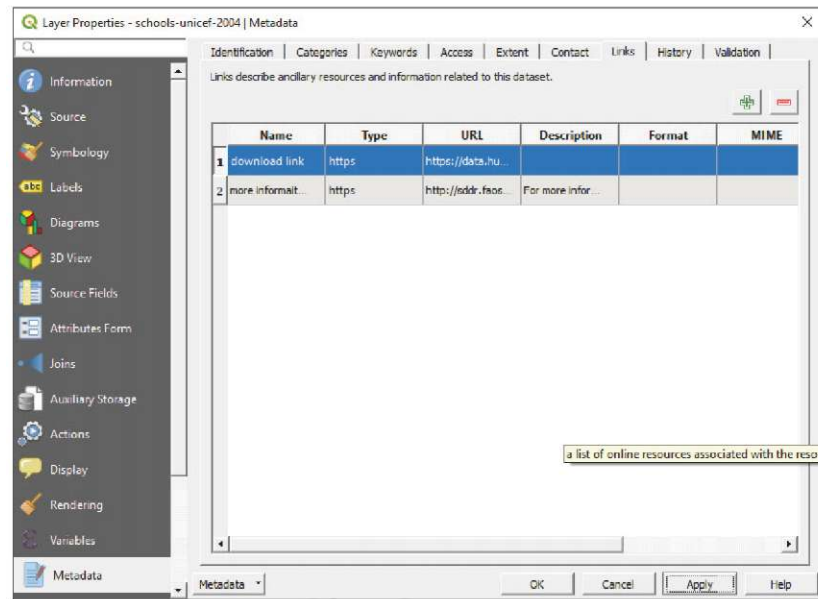 Layer Properties - schools-unicef-2004 | Metadata
Identification | Categories | Keywords | Access | Extent | Contact | Links | History | Validation |
Information
Source
Symbology
abc Labels
Diagrams
3D View
Source Fields
Attributes Form
Joins
Auxiliary Storage
Actions
Display
Rendering
Variables
Metadata
Links describe ancillary resources and information related to this dataset.
Name Type URL Description Format MIME
1 download link https https://data.hu...
2 more informait... https http://sddr.faos... For more infor...
a list of online resources associated with the reso
Metadata OK Cancel Apply Help